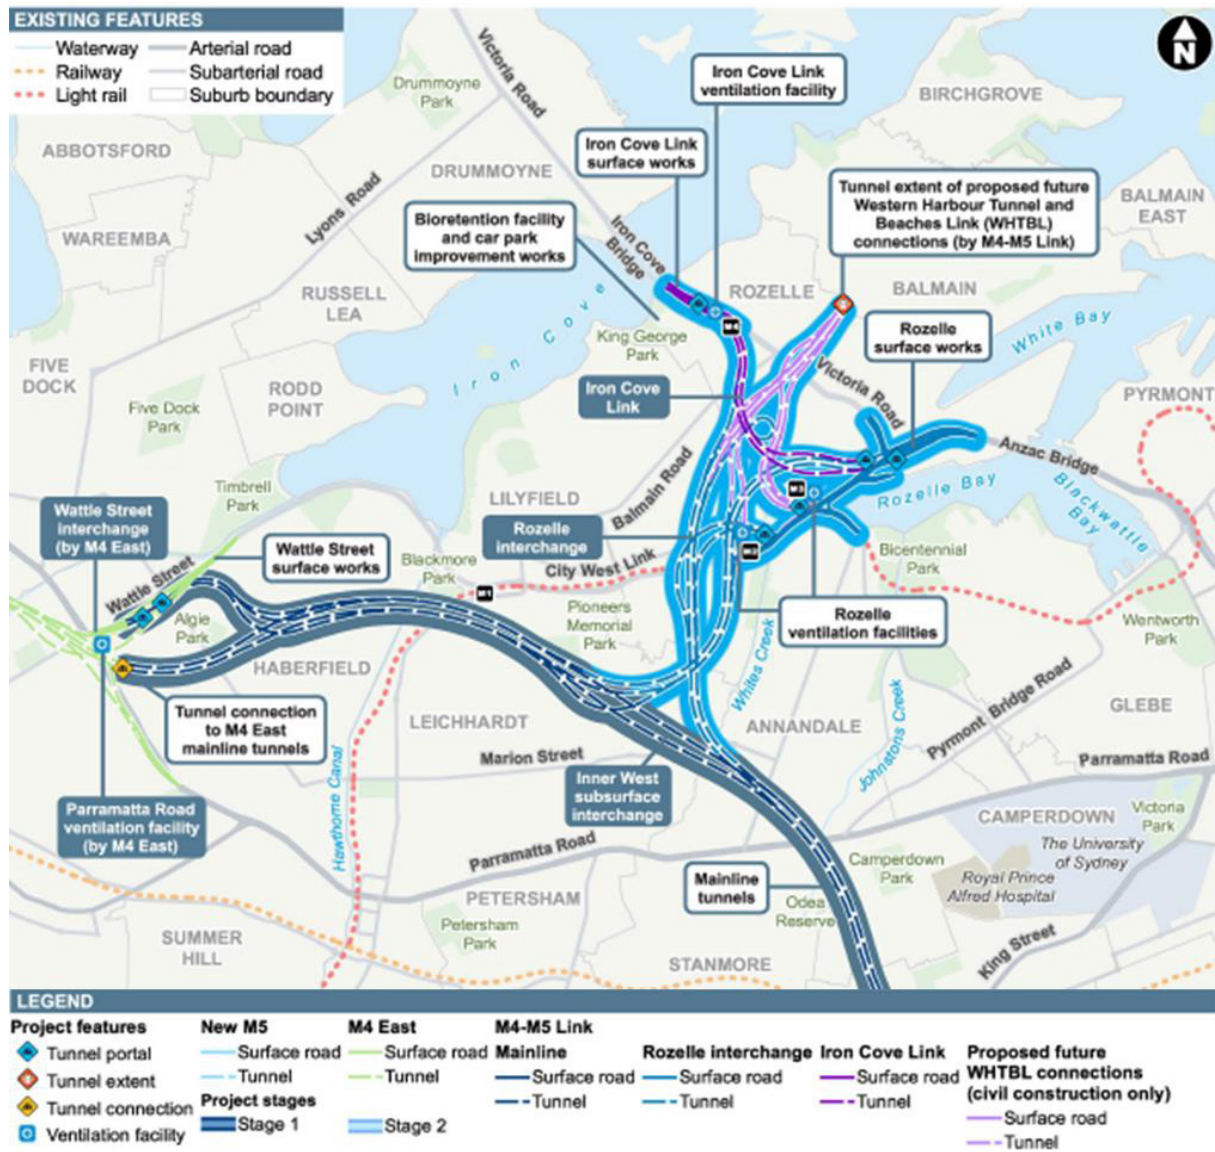 EXISTING FEATURES
Waterway
Arterial road
Railway
Subarterial road
Light rail
Suburb boundary
N
Victoria Road
Drummoyne
Park
Iron Cove Link
ventilation facility
BIRCHGROVE
ABBOTSFORD
Iron Cove Link
surface works
DRUMMOYNE
Lyons Road
Tunnel extent of proposed future
Western Harbour Tunnel and
Beaches Link (WHTBL)
connections (by M4-M5 Link)
BALMAIN
EAST
WAREEMBA
Bioretention facility
and car park
improvement works
Iron Cove
Bridge
RUSSELL
LEA
ROZELLE
BALMAIN
Rozelle
surface works
White Bay
M4
King George
Park
Iron Cove
FIVE
DOCK
RODD
POINT
Five Dock
Park
Iron Cove
Link
Victoria Road
PYRMONT
Anzac Bridge
Timbrell
Park
LILYFIELD
Balmain Road
M3
Rozelle Bay
Blackwattle
Bay
Wattle Street
interchange
(by M4 East)
Rozelle
interchange
Wattle Street
surface works
Wattle Street
Blackmore
Park
City West Link
M2
Bicentennial
Park
M1
Algie
Park
Pioneers
Memorial
Park
Rozelle
ventilation facilities
Wentworth
Park
HABERFIELD
Whites Creek
Tunnel connection
to M4 East
mainline tunnels
LEICHHARDT
ANNANDALE
Johnstons Creek
Pyrmont Bridge Road
GLEBE
Marion Street
Parramatta Road
Hawthorne Canal
Inner West
subsurface
interchange
Parramatta Road
ventilation facility
(by M4 East)
CAMPERDOWN
Victoria
Park
The University
of Sydney
Parramatta Road
Camperdown
Park
Royal Prince
Alfred Hospital
Mainline
tunnels
Odea
Reserve
PETERSHAM
Petersham
Park
SUMMER
HILL
STANMORE
King Street
LEGEND
Project features
Tunnel portal
Tunnel extent
Tunnel connection
Ventilation facility
New M5
Surface road
Tunnel
Project stages
Stage 1
M4 East
Surface road
Tunnel
Stage 2
M4-M5 Link
Mainline
Surface road
Tunnel
Rozelle interchange
Surface road
Tunnel
Iron Cove Link
Surface road
Tunnel
Proposed future
WHTBL connections
(civil construction only)
Surface road
Tunnel